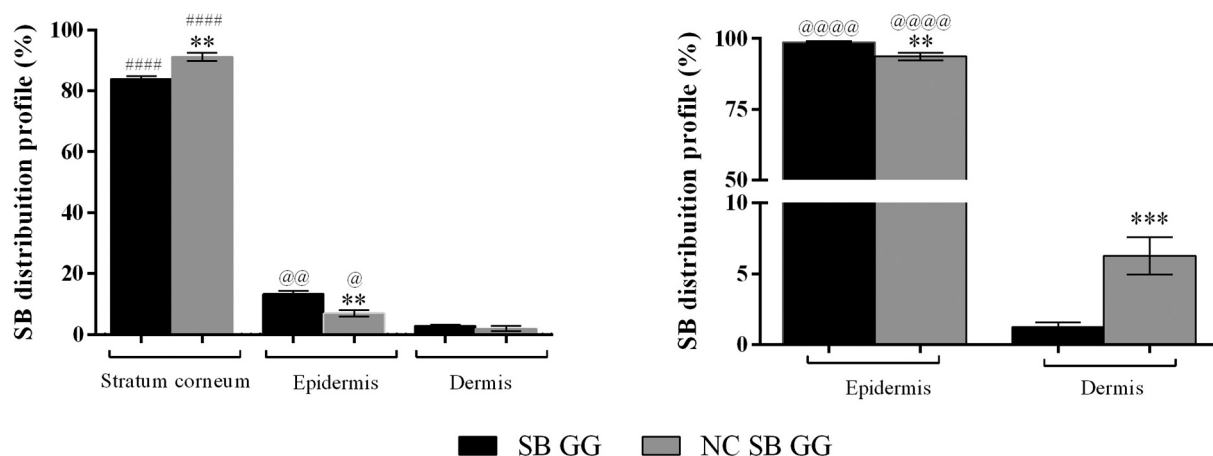 SB distribuition profile (%)
100
80
60
40
20
0
####
####
**
@@
@
**
Stratum corneum
Epidermis
Dermis
SB distribuition profile (%)
100
75
50
10
5
0
@@@@
@@@@
**
***
Epidermis
Dermis
SB GG
NC SB GG